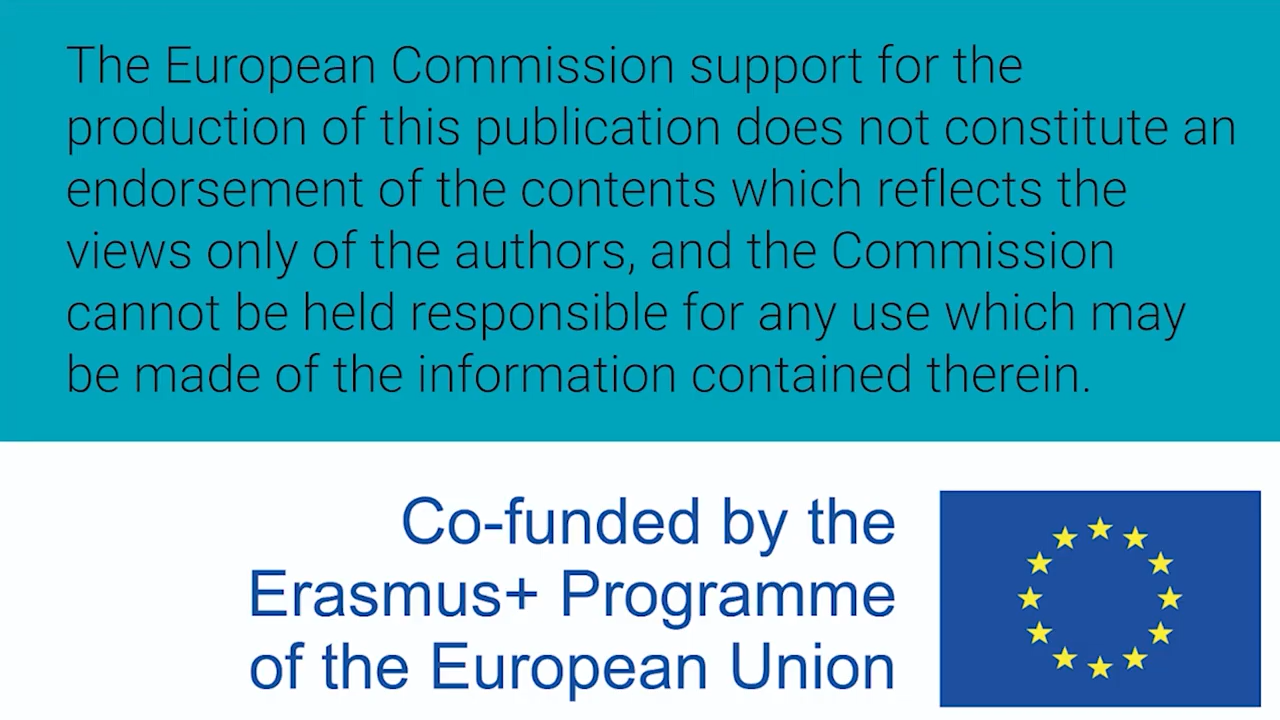 The European Commission support for the
production of this publication does not constitute an
endorsement of the contents which reflects the
views only of the authors, and the Commission
cannot be held responsible for any use which may
be made of the information contained therein.
Co-funded by the
Erasmus+ Programme
of the European Union